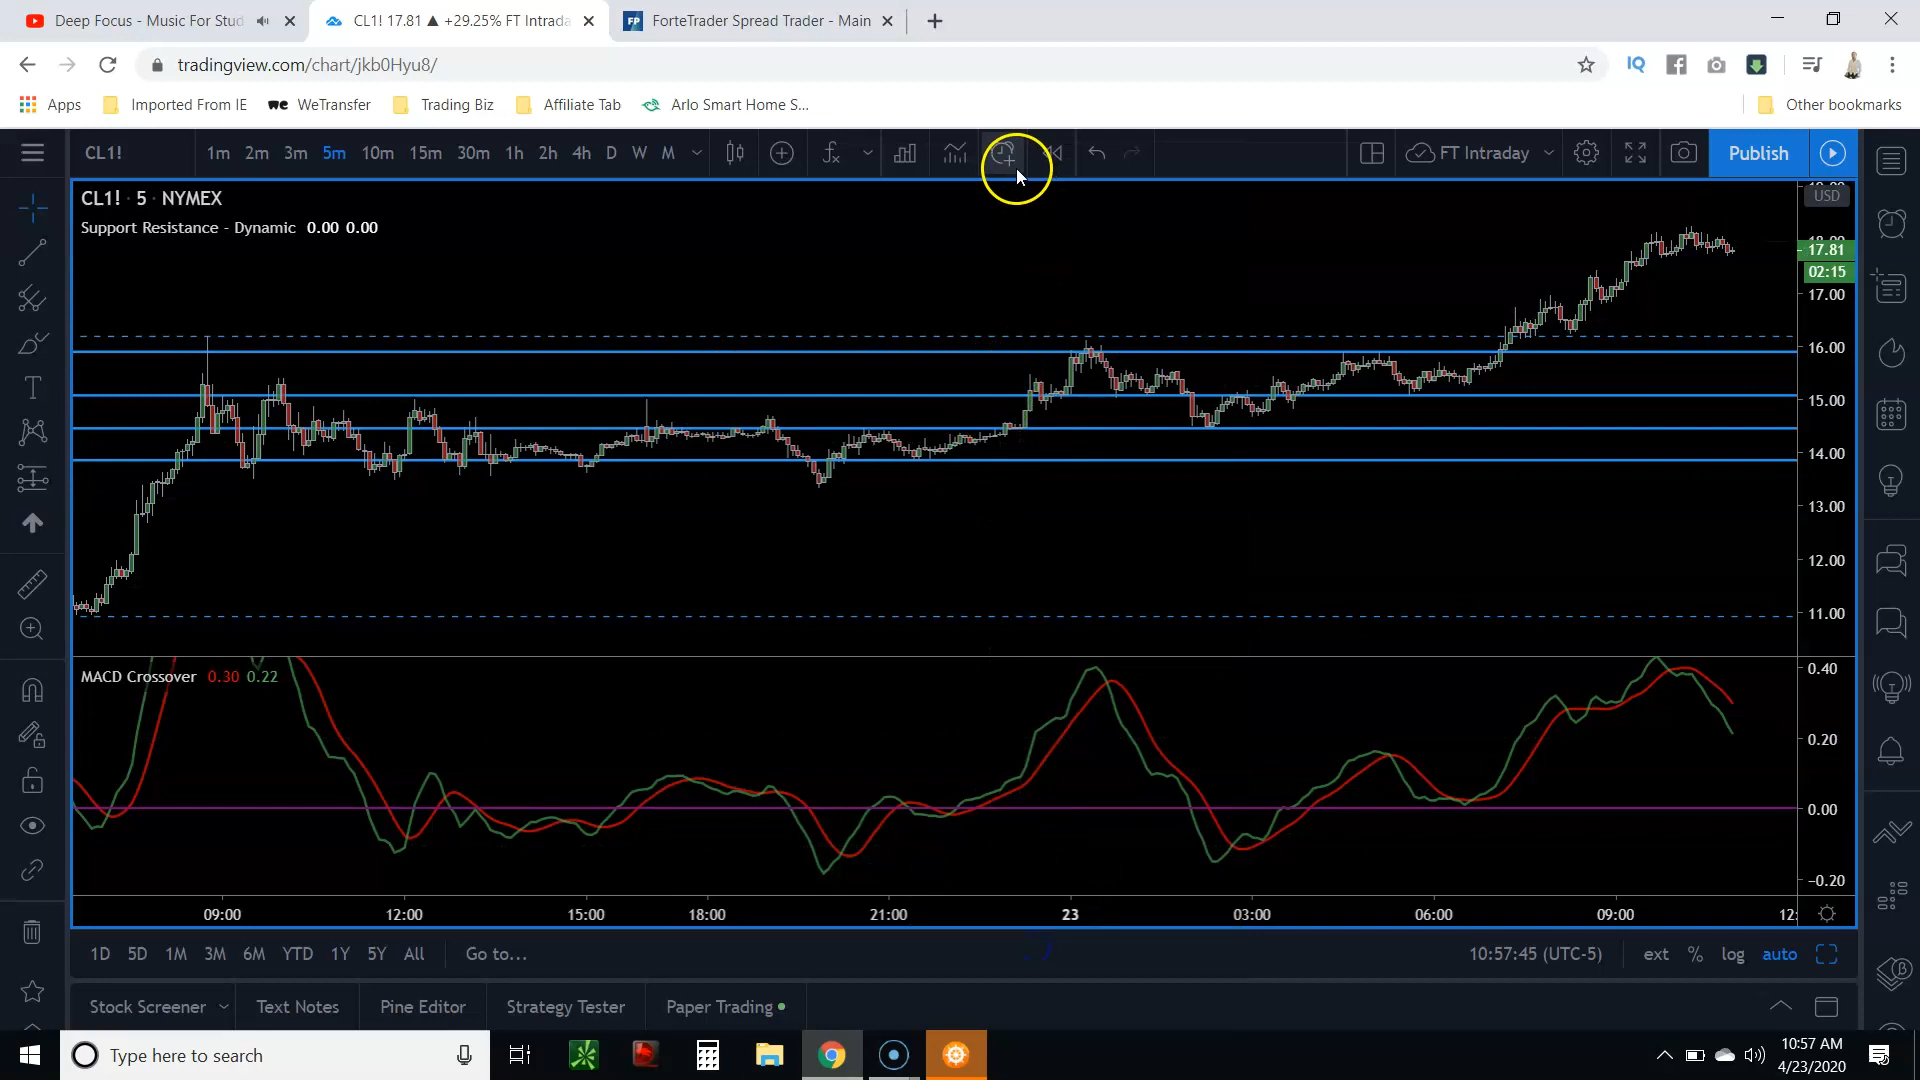 Deep Focus - Music For Stud
CL1! 17.81 ▲ +29.25% FT Intrada
FP ForteTrader Spread Trader - Main
tradingview.com/chart/jkb0Hyu8/
IQ
Apps Imported From IE we WeTransfer Trading Biz Affiliate Tab Arlo Smart Home S... Other bookmarks
CL1! 1m 2m 3m 5m 10m 15m 30m 1h 2h 4h D W M FT Intraday Publish
CL1! · 5 · NYMEX
USD
Support Resistance - Dynamic 0.00 0.00
17.81
02:15
17.00
16.00
15.00
14.00
13.00
12.00
11.00
MACD Crossover 0.30 0.22
0.40
0.20
0.00
−0.20
09:00 12:00 15:00 18:00 21:00 23 03:00 06:00 09:00 12:
1D 5D 1M 3M 6M YTD 1Y 5Y All Go to... 10:57:45 (UTC-5) ext % log auto
Stock Screener Text Notes Pine Editor Strategy Tester Paper Trading
Type here to search
10:57 AM
4/23/2020